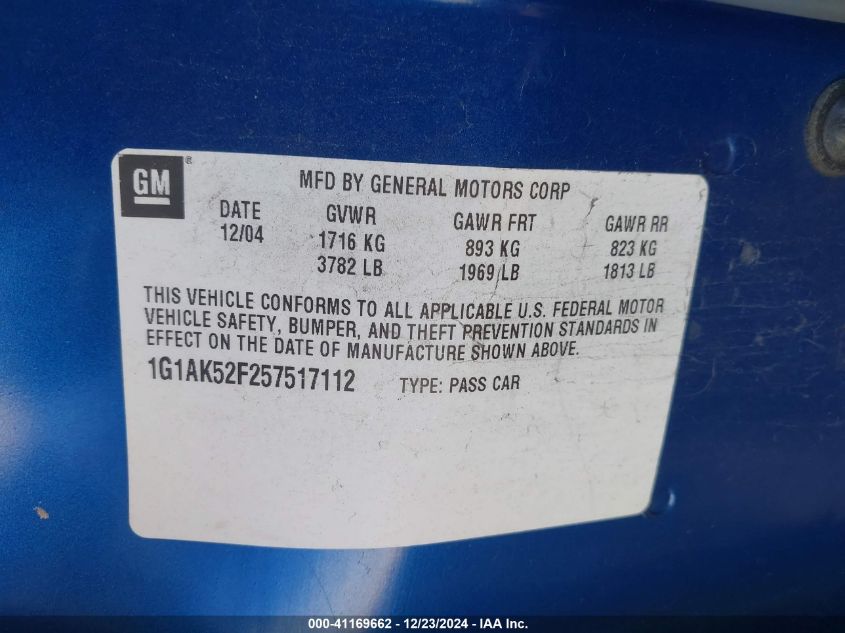 GM®
MFD BY GENERAL MOTORS CORP
DATE GVWR GAWR FRT GAWR RR
12/04 1716 KG 893 KG 823 KG
3782 LB 1969 LB 1813 LB
THIS VEHICLE CONFORMS TO ALL APPLICABLE U.S. FEDERAL MOTOR
VEHICLE SAFETY, BUMPER, AND THEFT PREVENTION STANDARDS IN
EFFECT ON THE DATE OF MANUFACTURE SHOWN ABOVE.
1G1AK52F257517112 TYPE: PASS CAR
000-41169662 - 12/23/2024 - IAA Inc.